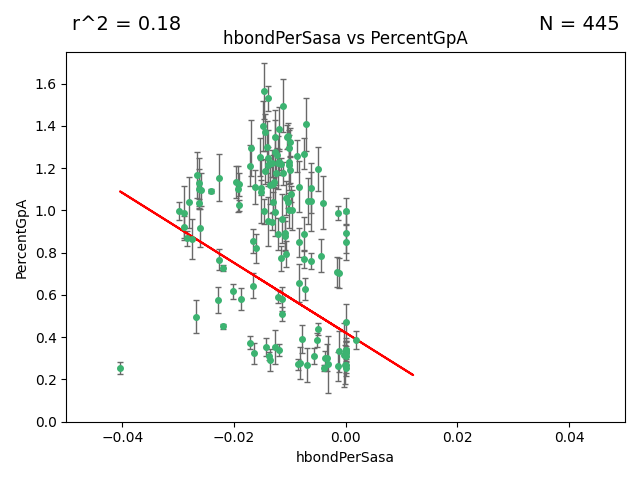 r^2 = 0.18
N = 445
hbondPerSasa vs PercentGpA
PercentGpA
1.6
1.4
1.2
1.0
0.8
0.6
0.4
0.2
0.0
−0.04 −0.02 0.00 0.02 0.04
hbondPerSasa